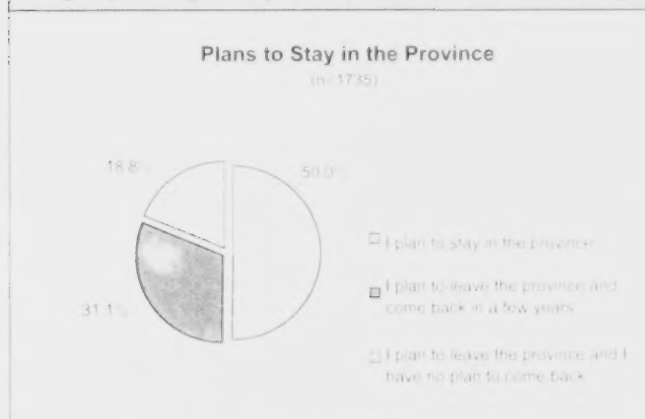 Plans to Stay in the Province
(n=1735)
18.8%
50.0%
31.1%
I plan to stay in the province
I plan to leave the province and
come back in a few years
I plan to leave the province and I
have no plan to come back